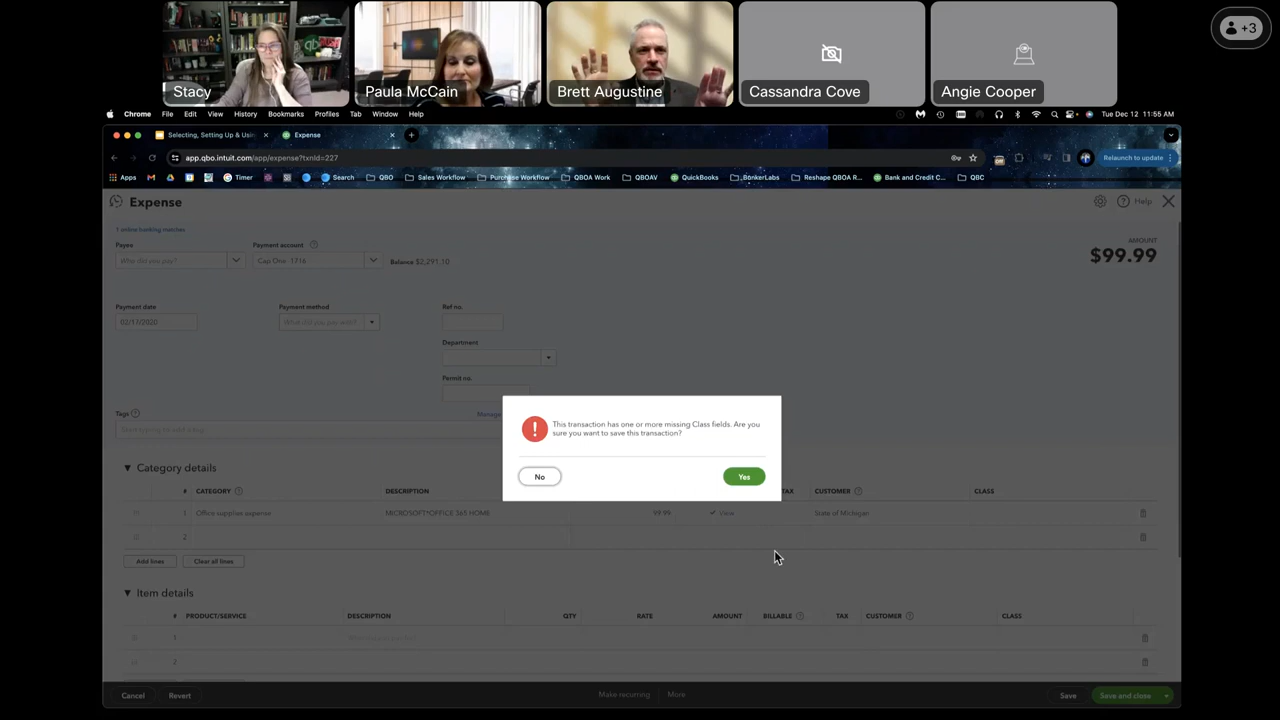 +3
Stacy
Paula McCain
Brett Augustine
Cassandra Cove
Angie Cooper
Chrome File Edit View History Bookmarks Profiles Tab Window Help
Tue Dec 12 11:55 AM
Selecting, Setting Up & Usi
Expense
app.qbo.intuit.com/app/expense?txnId=227
Relaunch to update
Apps
Timer
Search
QBO
Sales Workflow
Purchase Workflow
QBOA Work
QBOAV
QuickBooks
BonkerLabs
Reshape QBOA R...
Bank and Credit C...
QBC
Expense
Help
1 online banking matches
Payee
Payment account
AMOUNT
Who did you pay?
Cap One 1716
Balance $2,291.10
$99.99
Payment date
Payment method
Ref no.
02/17/2020
What did you pay with?
Department
Permit no.
Tags
Manage
Start typing to add a tag
This transaction has one or more missing Class fields. Are you
sure you want to save this transaction?
No
Yes
Category details
# CATEGORY DESCRIPTION TAX CUSTOMER CLASS
1 Office supplies expense MICROSOFT*OFFICE 365 HOME 99.99 View State of Michigan
2
Add lines
Clear all lines
Item details
# PRODUCT/SERVICE DESCRIPTION QTY RATE AMOUNT BILLABLE TAX CUSTOMER CLASS
1
2
Cancel
Revert
Make recurring
More
Save
Save and close